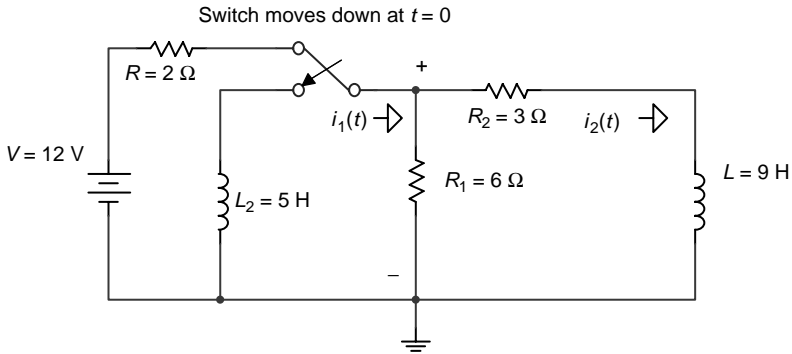 Switch moves down at t = 0
R = 2 Ω
+
i₁(t)
R₂ = 3 Ω
i₂(t)
V = 12 V
L₂ = 5 H
R₁ = 6 Ω
L = 9 H
–